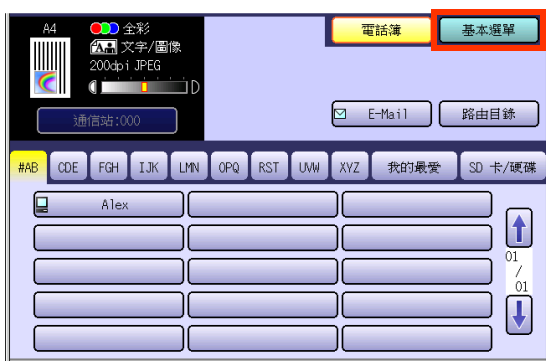 A4 全彩 電話簿 基本選單
A 文字/圖像
200dpi JPEG
D
通信站:000 E-Mail 路由目錄
#AB CDE FGH IJK LMN OPQ RST UVW XYZ 我的最愛 SD 卡/硬碟
Alex
01
/
01